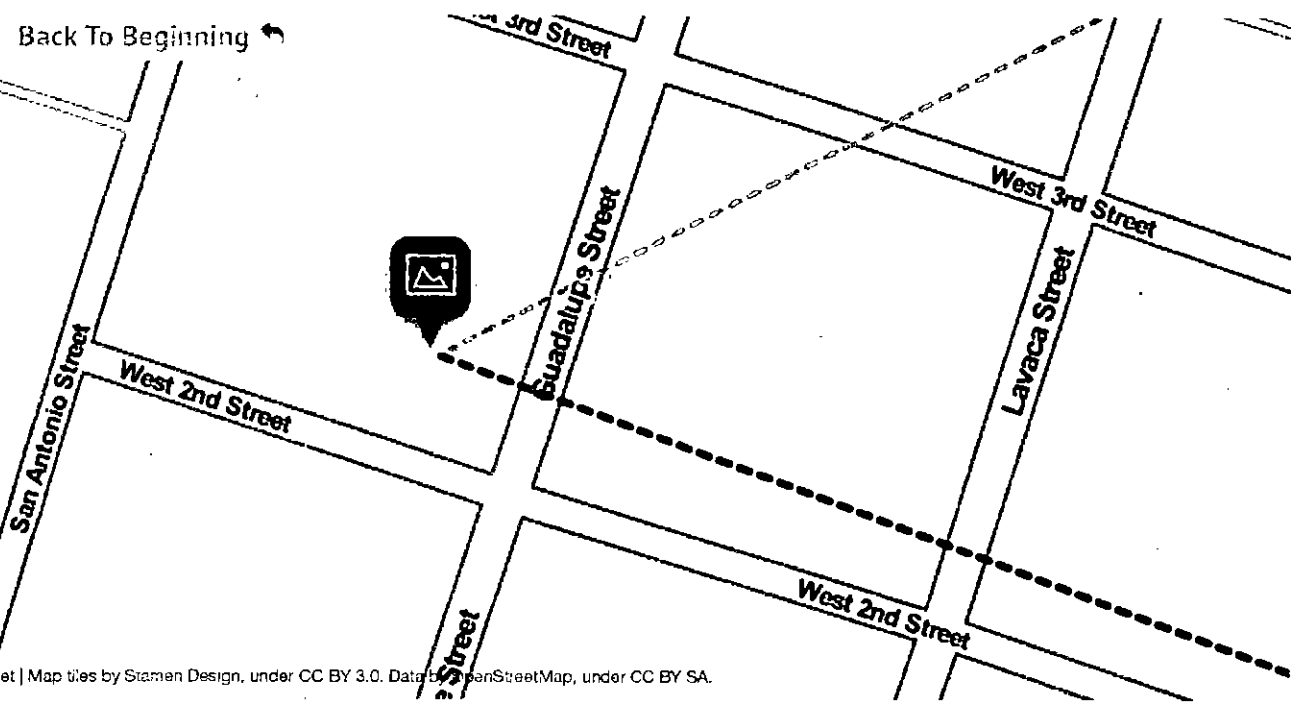 Back To Beginning
3rd Street
West 3rd Street
Guadalupe Street
Lavaca Street
San Antonio Street
West 2nd Street
West 2nd Street
Street
et | Map tiles by Stamen Design, under CC BY 3.0. Data by OpenStreetMap, under CC BY SA.